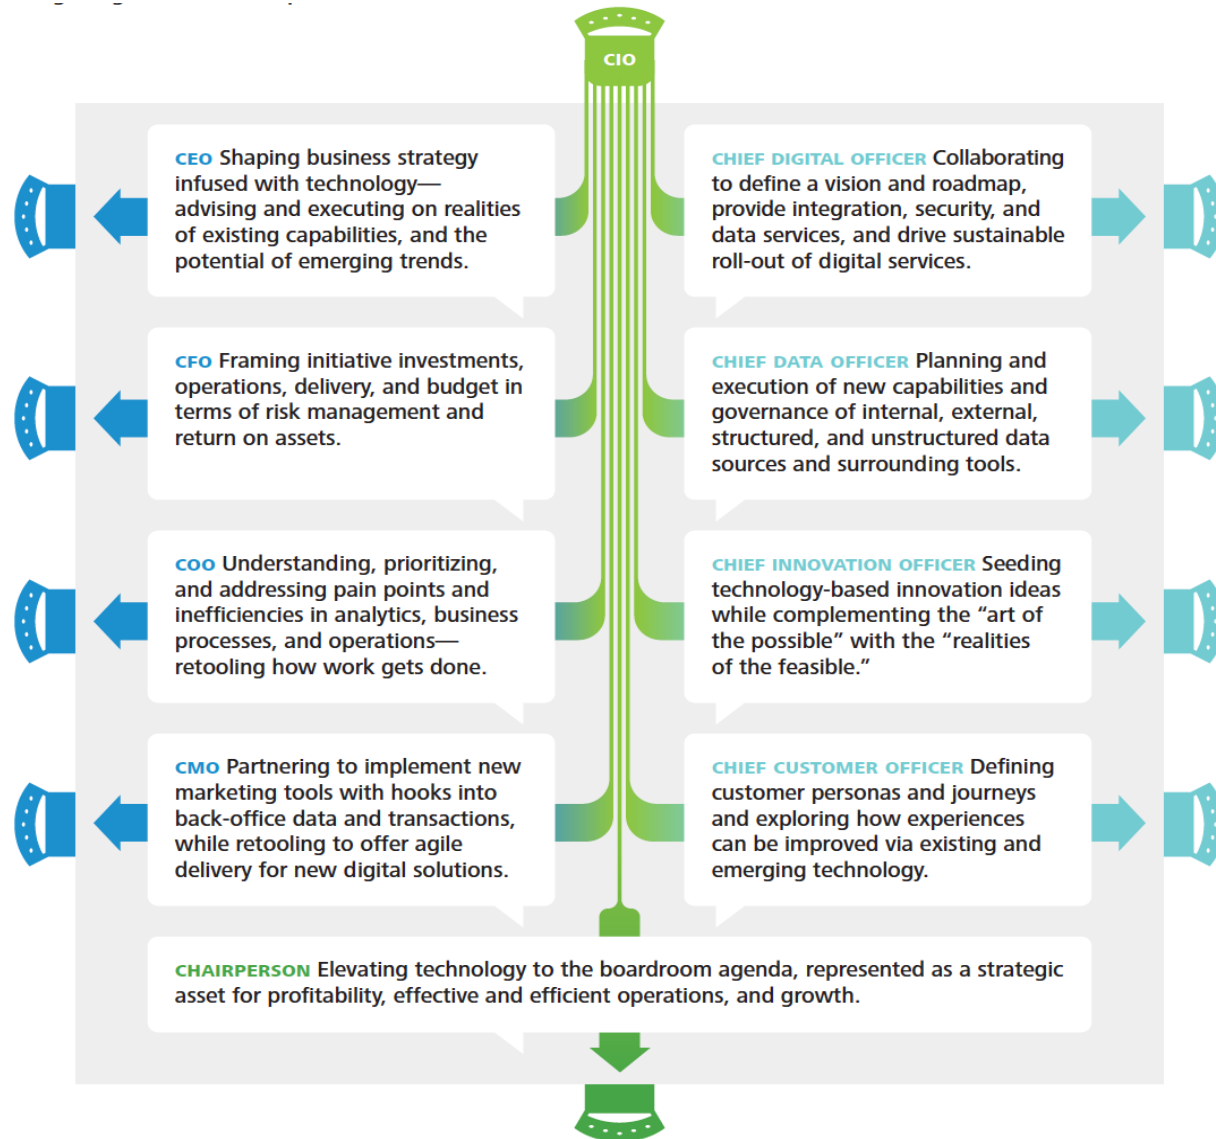 CIO
CEO Shaping business strategy
infused with technology—
advising and executing on realities
of existing capabilities, and the
potential of emerging trends.
CHIEF DIGITAL OFFICER Collaborating
to define a vision and roadmap,
provide integration, security, and
data services, and drive sustainable
roll-out of digital services.
CFO Framing initiative investments,
operations, delivery, and budget in
terms of risk management and
return on assets.
CHIEF DATA OFFICER Planning and
execution of new capabilities and
governance of internal, external,
structured, and unstructured data
sources and surrounding tools.
COO Understanding, prioritizing,
and addressing pain points and
inefficiencies in analytics, business
processes, and operations—
retooling how work gets done.
CHIEF INNOVATION OFFICER Seeding
technology-based innovation ideas
while complementing the “art of
the possible” with the “realities
of the feasible.”
CMO Partnering to implement new
marketing tools with hooks into
back-office data and transactions,
while retooling to offer agile
delivery for new digital solutions.
CHIEF CUSTOMER OFFICER Defining
customer personas and journeys
and exploring how experiences
can be improved via existing and
emerging technology.
CHAIRPERSON Elevating technology to the boardroom agenda, represented as a strategic
asset for profitability, effective and efficient operations, and growth.